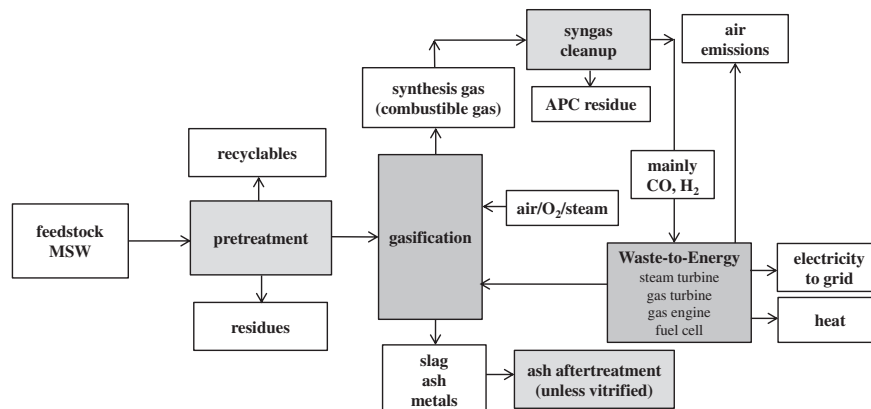 syngas
cleanup
air
emissions
synthesis gas
(combustible gas)
APC residue
recyclables
mainly
CO, H₂
air/O₂/steam
feedstock
MSW
pretreatment
gasification
Waste-to-Energy
steam turbine
gas turbine
gas engine
fuel cell
electricity
to grid
residues
heat
slag
ash
metals
ash aftertreatment
(unless vitrified)